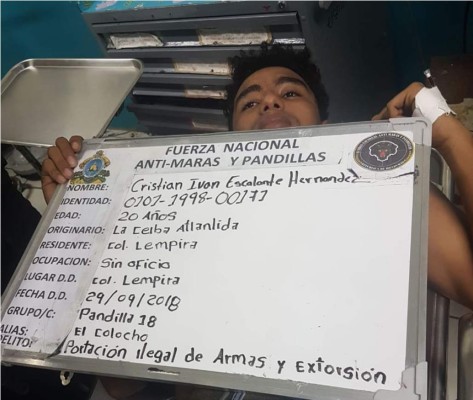 FUERZA NACIONAL
ANTI-MARAS Y PANDILLAS
NOMBRE: Cristian Ivan Escalante Hernandez
IDENTIDAD: 0101-1998-00177
EDAD: 20 Años
ORIGINARIO: La Ceiba Atlantida
RESIDENTE: Col. Lempira
OCUPACION: Sin oficio
LUGAR D.D. Col. Lempira
FECHA D.D. 29/09/2018
GRUPO/C: Pandilla 18
ALIAS: El Colocho
DELITO: Portación ilegal de Armas y Extorsión